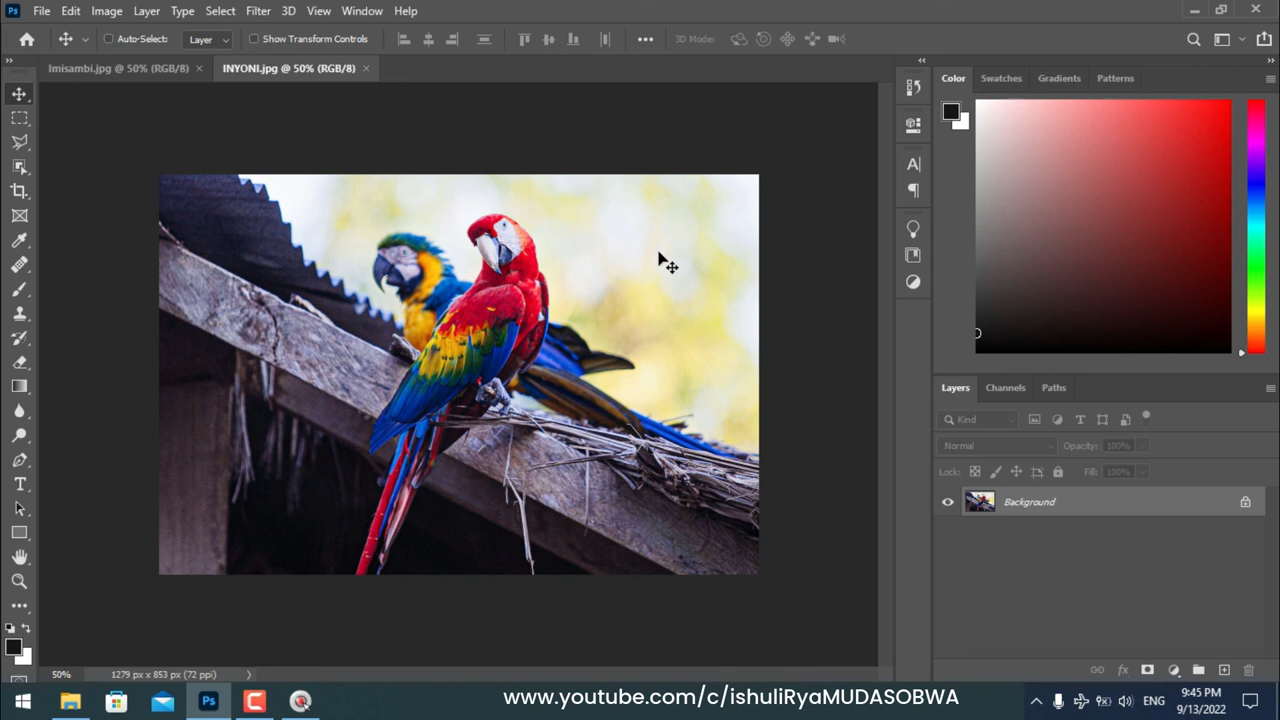 Ps File Edit Image Layer Type Select Filter 3D View Window Help
Auto-Select: Layer Show Transform Controls 3D Mode:
Imisambi.jpg @ 50% (RGB/8) × INYONI.jpg @ 50% (RGB/8) ×
Color Swatches Gradients Patterns
Layers Channels Paths
Kind
Normal Opacity: 100%
Lock: Fill: 100%
Background
50% 1279 px x 853 px (72 ppi)
Ps www.youtube.com/c/ishuliRyaMUDASOBWA ENG 9:45 PM
9/13/2022